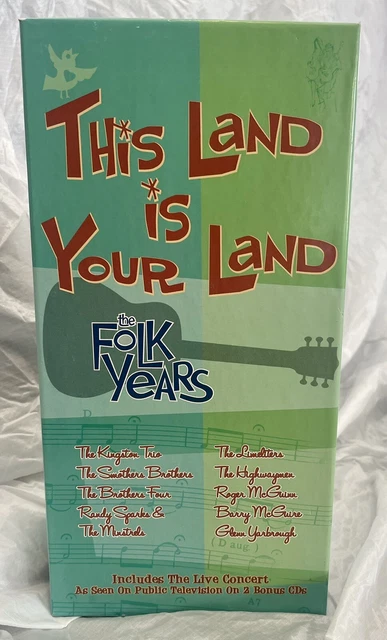 THIS LAND
iS
YOUR LAND
the
FOLK
YEARS
D
The Kingston Trio
The Smothers Brothers
The Brothers Four
Randy Sparks &
The Minstrels
The Limeliters
The Highwaymen
Roger McGuinn
Barry McGuire
Glenn Yarbrough
(D aug.)
Includes The Live Concert
As Seen On Public Television On 2 Bonus CDs
A7